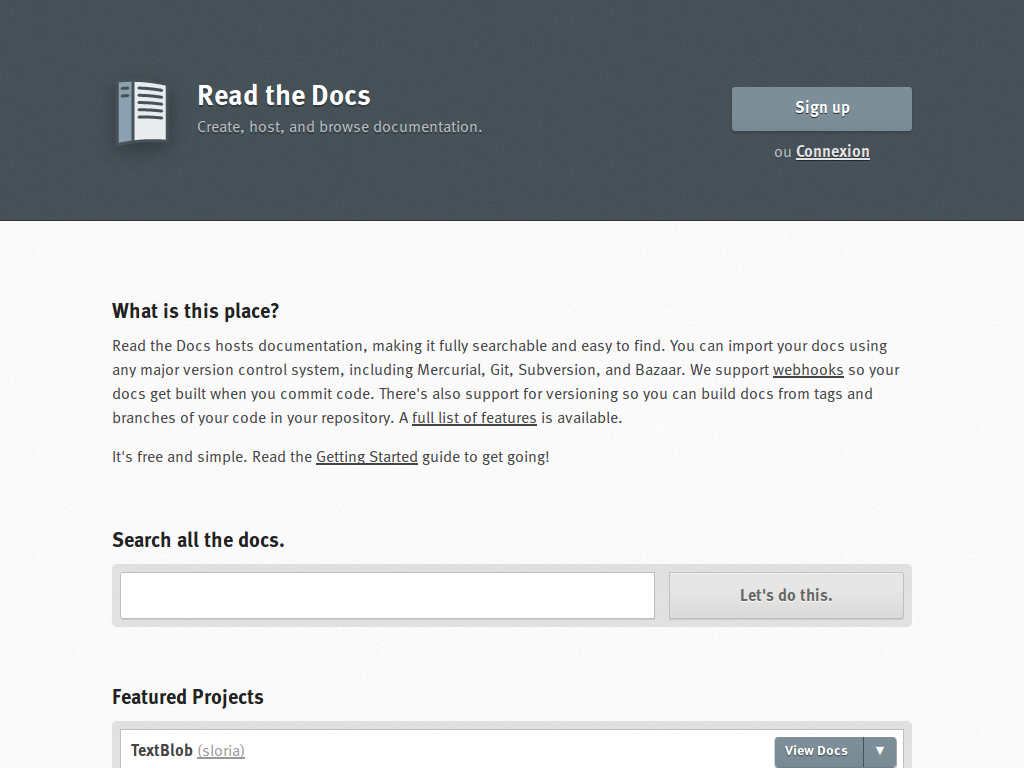 Read the Docs
Create, host, and browse documentation.
Sign up
ou Connexion
What is this place?
Read the Docs hosts documentation, making it fully searchable and easy to find. You can import your docs using
any major version control system, including Mercurial, Git, Subversion, and Bazaar. We support webhooks so your
docs get built when you commit code. There's also support for versioning so you can build docs from tags and
branches of your code in your repository. A full list of features is available.
It's free and simple. Read the Getting Started guide to get going!
Search all the docs.
Let's do this.
Featured Projects
TextBlob (sloria)
View Docs ▼